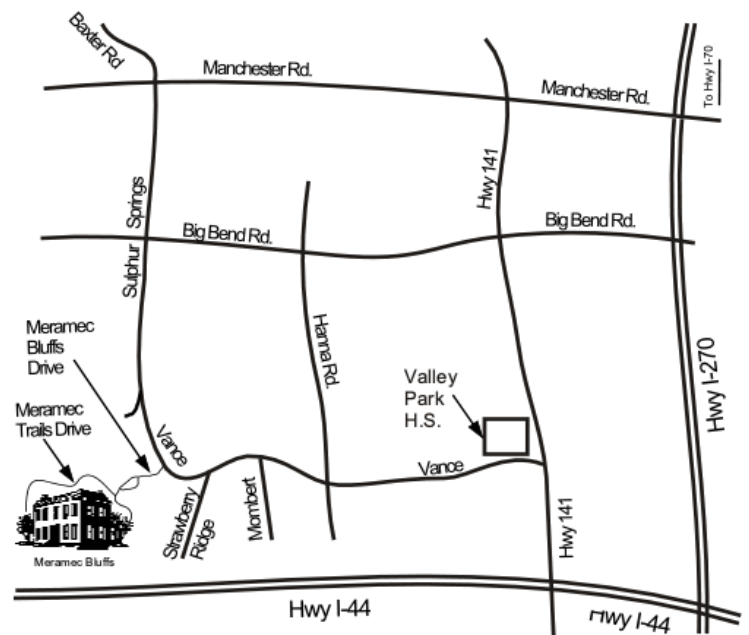 Baxter Rd
Manchester Rd.
Manchester Rd.
To Hwy I-70
Hwy 141
Springs
Sulphur
Big Bend Rd.
Big Bend Rd.
Meramec
Bluffs
Drive
Hanna Rd.
Hwy I-270
Valley
Park
H.S.
Meramec
Trails Drive
Vance
Vance
Strawberry
Ridge
Mombert
Hwy 141
Meramec Bluffs
Hwy I-44
Hwy I-44